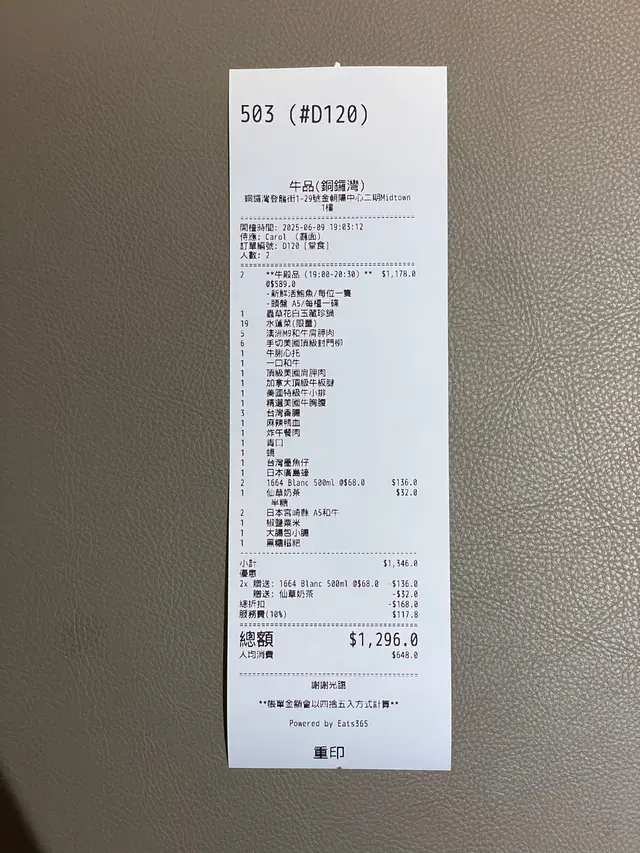 503 (#D120)
牛品(銅鑼灣)
銅鑼灣登龍街1-29號金朝陽中心二期Midtown
1樓
開檯時間: 2025-06-09 19:03:12
侍應: Carol (廳面)
訂單編號: D120 [堂食]
人數: 2
2 **牛殿品 (19:00-20:30) ** $1,178.0
@$589.0
-新鮮活鮑魚/每位一隻
-頭盤 A5/每檯一碟
1 蟲草花白玉藏珍鍋
19 水蓮菜(限量)
5 澳洲M9和牛肩胛肉
6 手切美國頂級封門柳
1 牛脷心托
1 一口和牛
1 頂級美國肩胛肉
1 加拿大頂級牛板腱
1 美國特級牛小排
1 精選美國牛胸腹
3 台灣香腸
1 麻辣鴨血
1 炸午餐肉
1 青口
1 蜆
1 台灣墨魚仔
1 日本廣島蠔
2 1664 Blanc 500ml @$68.0 $136.0
1 仙草奶茶 $32.0
半糖
2 日本宮崎縣 A5和牛
1 椒鹽粟米
1 大腸包小腸
1 黑糖糍粑
小計 $1,346.0
優惠
2x 贈送: 1664 Blanc 500ml @$68.0 -$136.0
贈送: 仙草奶茶 -$32.0
總折扣 -$168.0
服務費(10%) $117.8
總額 $1,296.0
人均消費 $648.0
謝謝光臨
**帳單金額會以四捨五入方式計算**
Powered by Eats365
重印